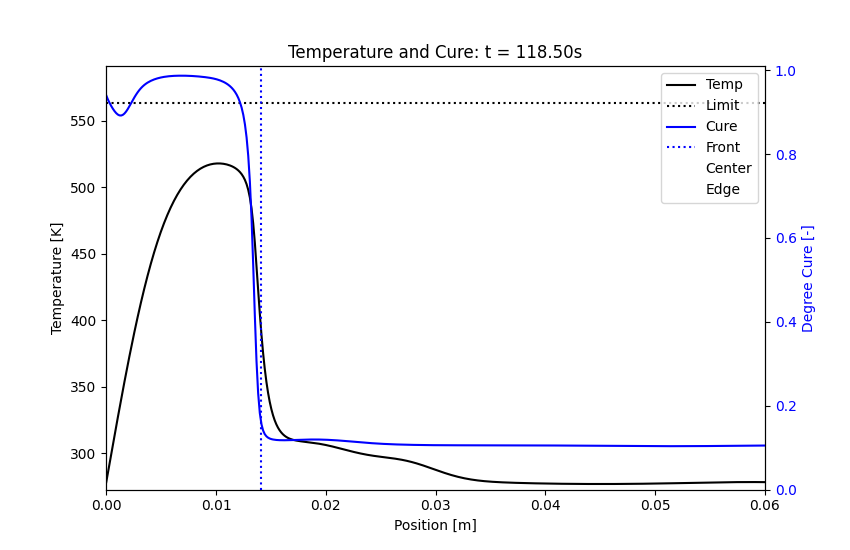 Temperature and Cure: t = 118.50s
Temp
Limit
Cure
Front
Center
Edge
Temperature [K]
550
500
450
400
350
300
Degree Cure [-]
1.0
0.8
0.6
0.4
0.2
0.0
0.00 0.01 0.02 0.03 0.04 0.05 0.06
Position [m]